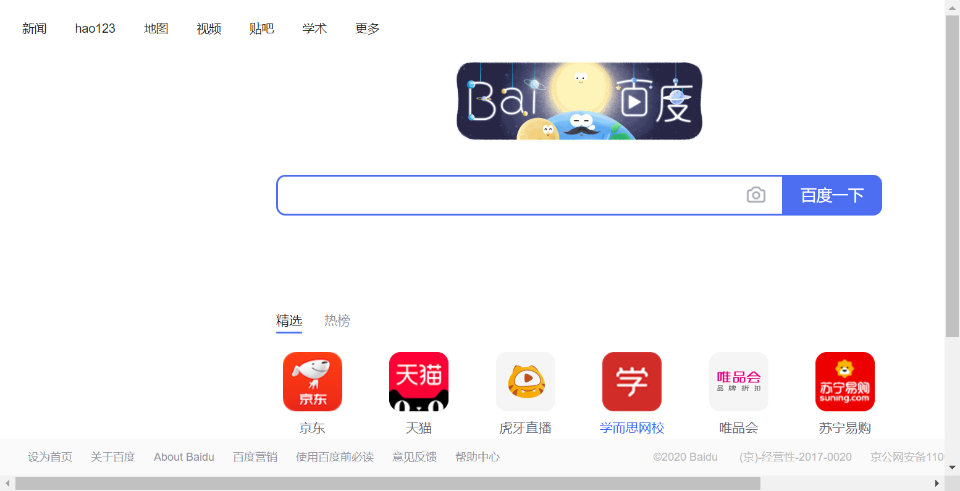 新闻 hao123 地图 视频 贴吧 学术 更多
Bai 百度
百度一下
精选 热榜
京东 天猫 学 唯品会 苏宁易购
品牌折扣 suning.com
京东 天猫 虎牙直播 学而思网校 唯品会 苏宁易购
设为首页 关于百度 About Baidu 百度营销 使用百度前必读 意见反馈 帮助中心 ©2020 Baidu (京)-经营性-2017-0020 京公网安备110